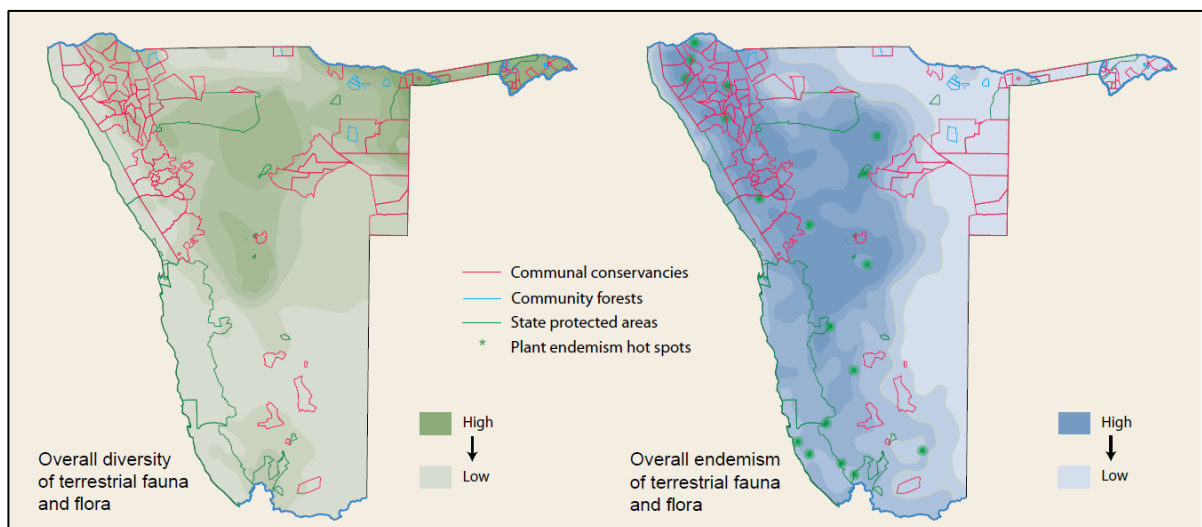 Communal conservancies
Community forests
State protected areas
* Plant endemism hot spots
High
Low
Overall diversity
of terrestrial fauna
and flora
High
Low
Overall endemism
of terrestrial fauna
and flora